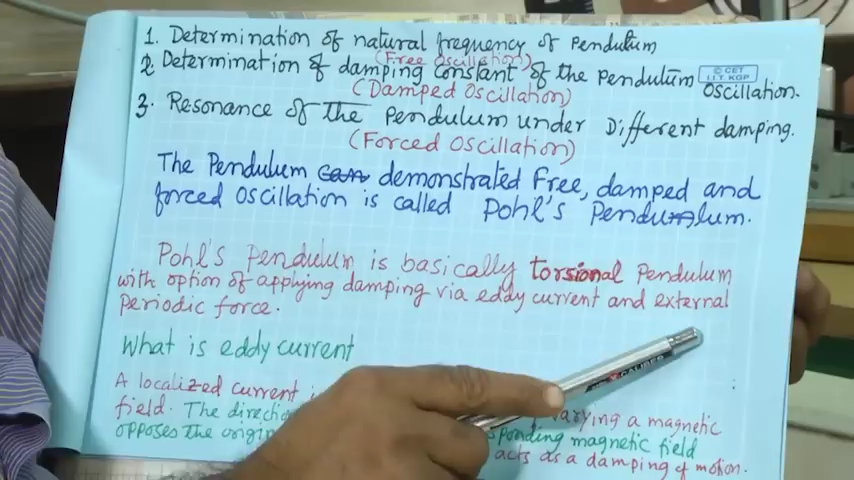 1. Determination of natural frequency of Pendulum
(Free Oscillation)
2. Determination of damping constant of the pendulum oscillation.
© CET
I.I.T. KGP
(Damped Oscillation)
3. Resonance of the pendulum under Different damping.
(Forced Oscillation)
The Pendulum can demonstrated Free, damped and
forced Oscillation is called Pohl's Pendulum.
Pohl's pendulum is basically torsional Pendulum
with option of applying damping via eddy current and external
Periodic force.
What is eddy current
A localized current varying a magnetic
field. The opposes the magnetic field
acts as a damping of motion.